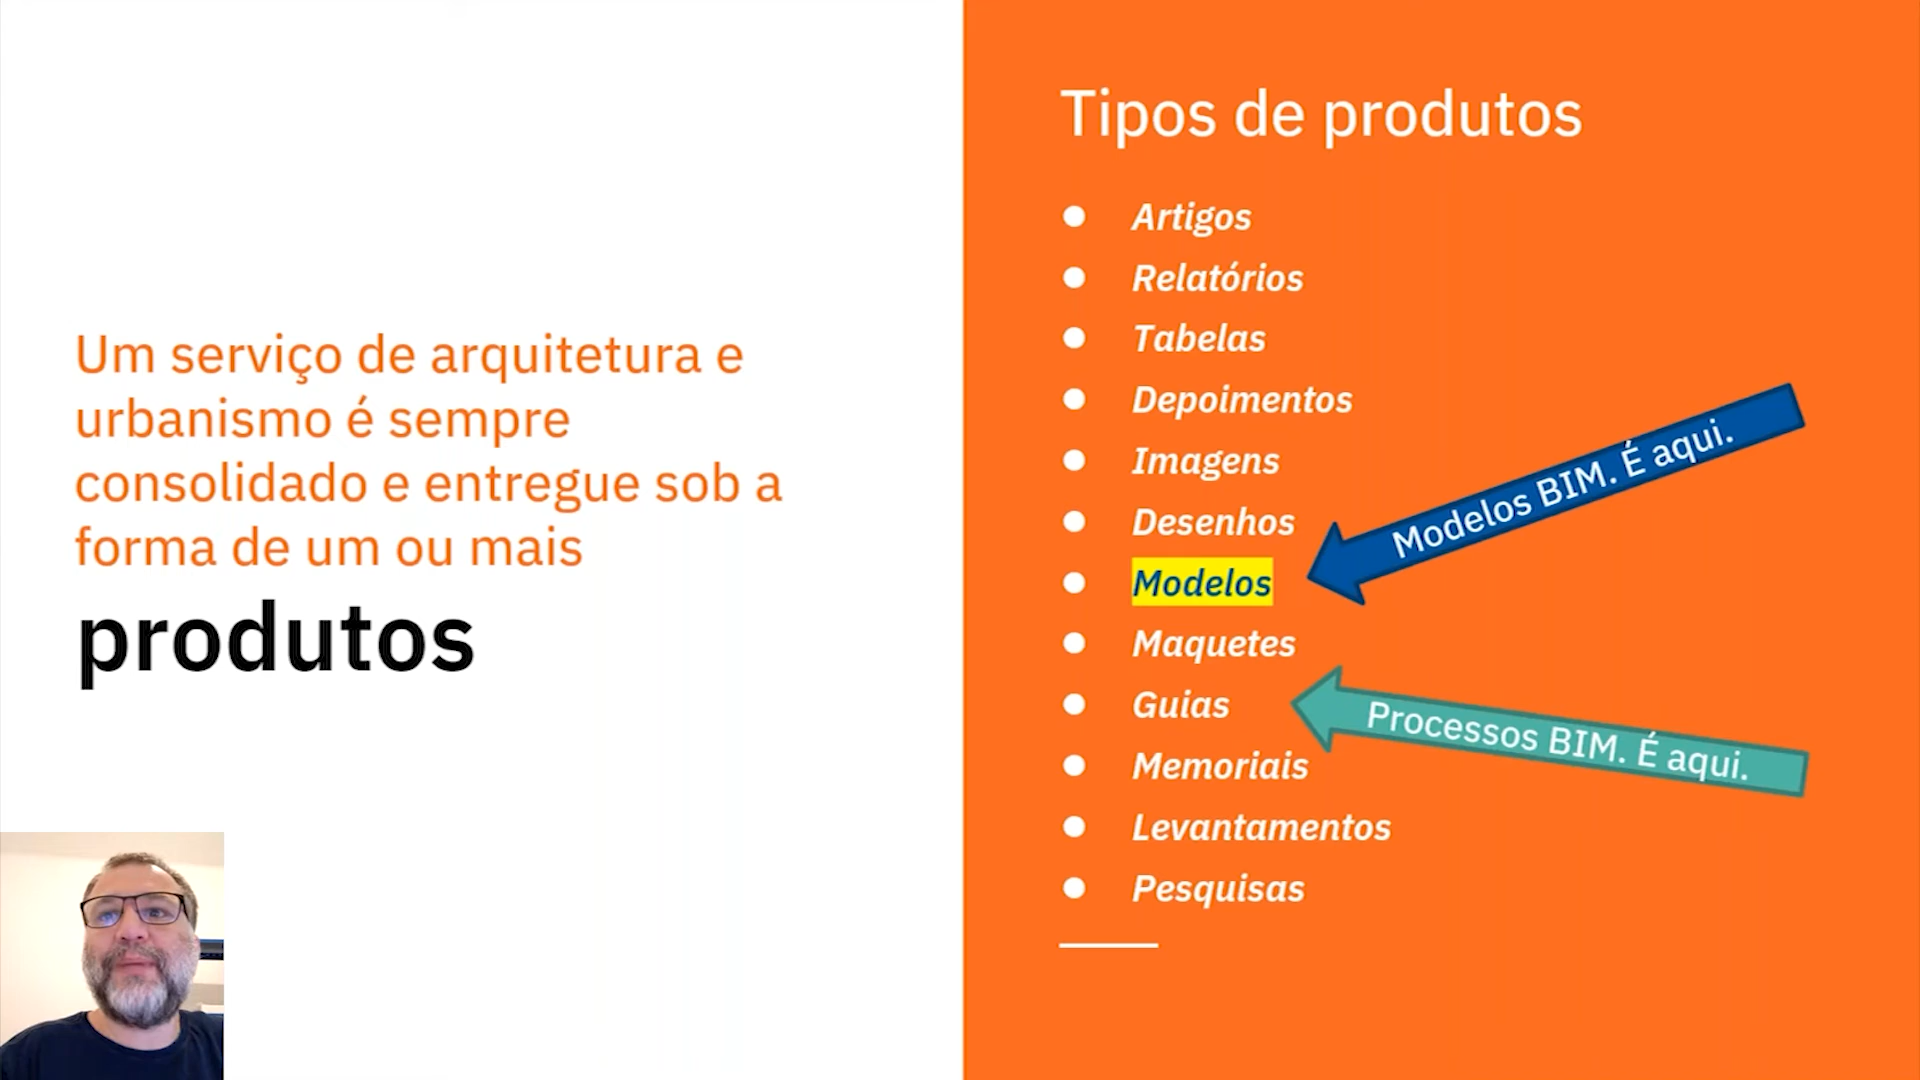 Um serviço de arquitetura e
urbanismo é sempre
consolidado e entregue sob a
forma de um ou mais
produtos
Tipos de produtos
Artigos
Relatórios
Tabelas
Depoimentos
Imagens
Desenhos
Modelos
Modelos BIM. É aqui.
Maquetes
Guias
Processos BIM. É aqui.
Memoriais
Levantamentos
Pesquisas